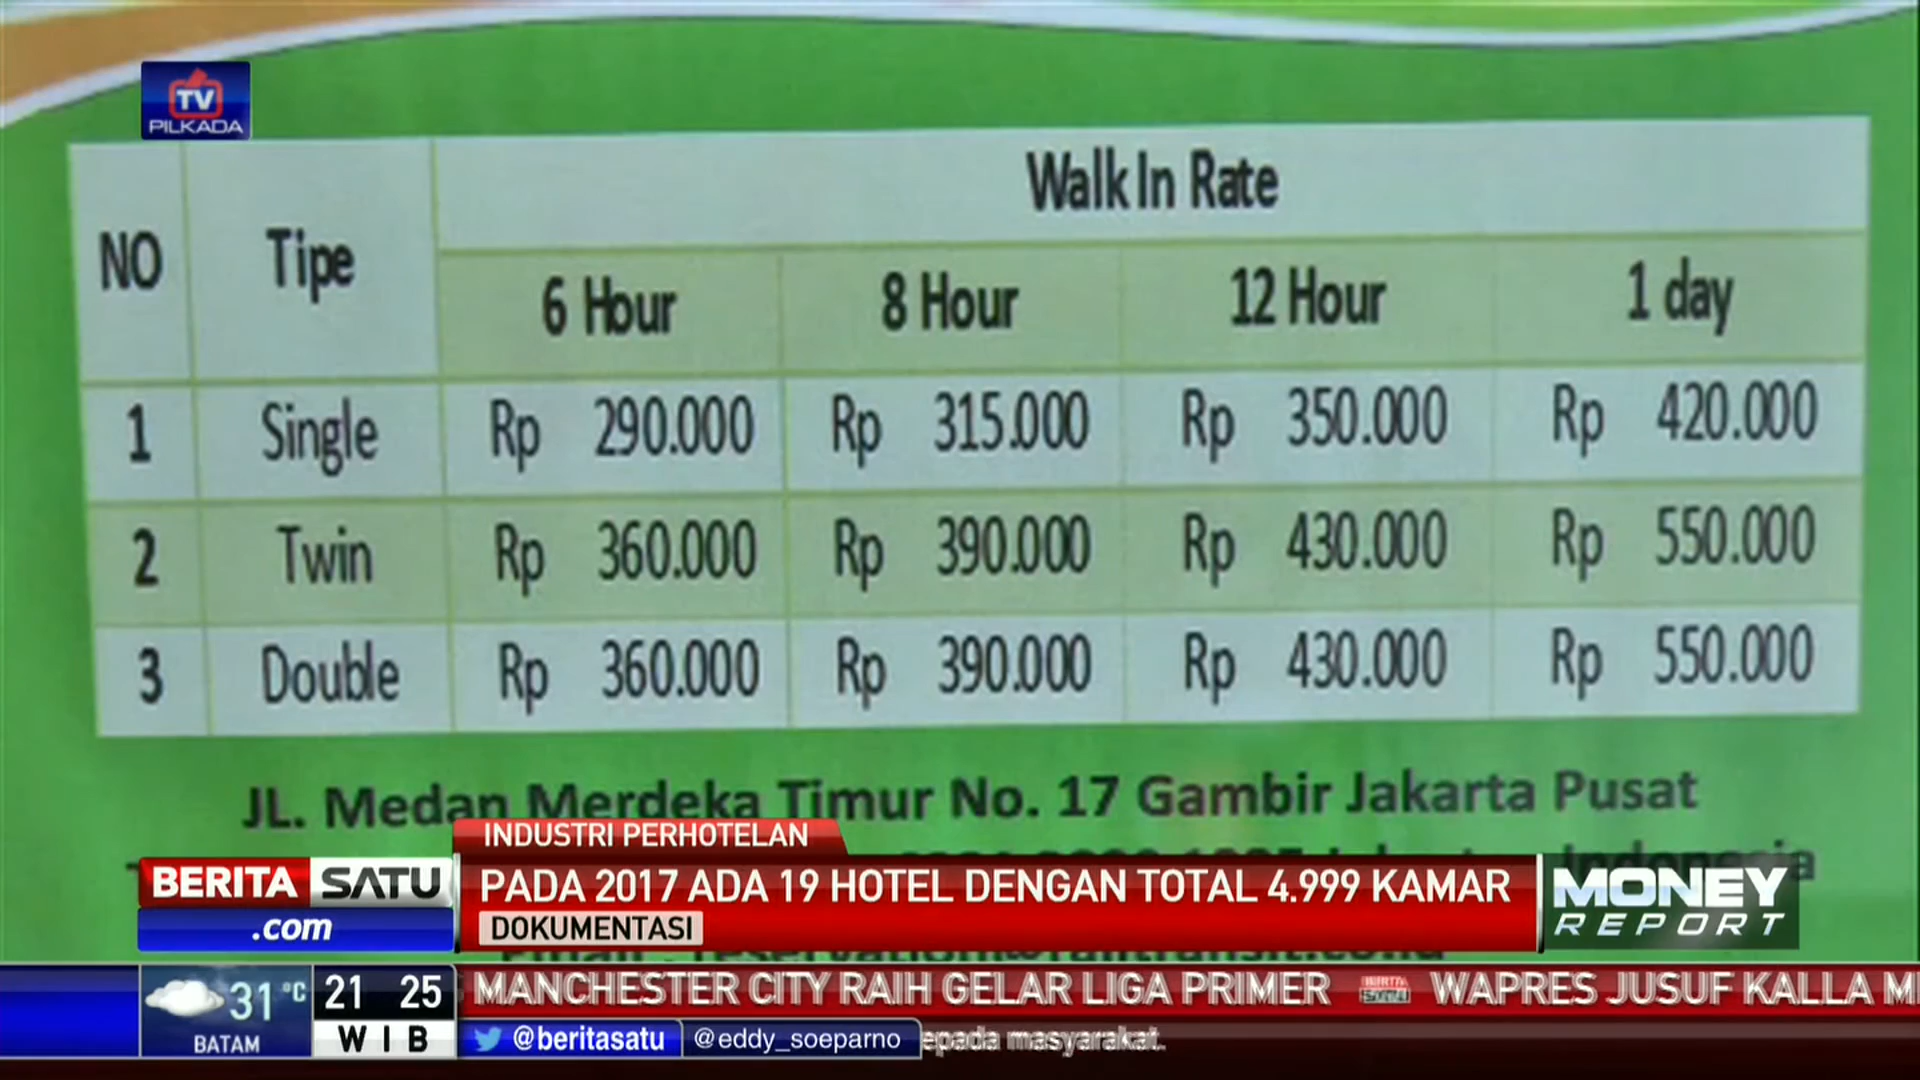 TV
PILKADA
NO Tipe Walk In Rate
6 Hour 8 Hour 12 Hour 1 day
1 Single Rp 290.000 Rp 315.000 Rp 350.000 Rp 420.000
2 Twin Rp 360.000 Rp 390.000 Rp 430.000 Rp 550.000
3 Double Rp 360.000 Rp 390.000 Rp 430.000 Rp 550.000
JL. Medan Merdeka Timur No. 17 Gambir Jakarta Pusat
INDUSTRI PERHOTELAN
BERITA SATU
.com
PADA 2017 ADA 19 HOTEL DENGAN TOTAL 4.999 KAMAR
DOKUMENTASI
MONEY
REPORT
31°C
BATAM
21 25
WIB
MANCHESTER CITY RAIH GELAR LIGA PRIMER BERITA SATU WAPRES JUSUF KALLA M
@beritasatu @eddy_soeparno epada masyarakat.